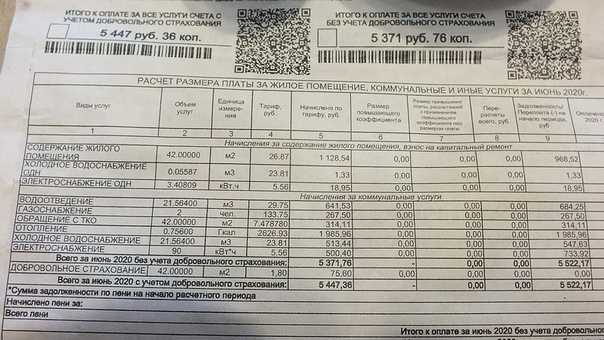 ИТОГО К ОПЛАТЕ ЗА ВСЕ УСЛУГИ СЧЕТА С
УЧЕТОМ ДОБРОВОЛЬНОГО СТРАХОВАНИЯ
5 447 руб. 36 коп.
ИТОГО К ОПЛАТЕ ЗА ВСЕ УСЛУГИ СЧЕТА
БЕЗ УЧЕТА ДОБРОВОЛЬНОГО СТРАХОВАНИЯ
5 371 руб. 76 коп.
РАСЧЕТ РАЗМЕРА ПЛАТЫ ЗА ЖИЛОЕ ПОМЕЩЕНИЕ, КОММУНАЛЬНЫЕ И ИНЫЕ УСЛУГИ ЗА ИЮНЬ 2020г.
Виды услуг Объем услуг Единица измере-ния Тариф, руб. Начислено по тарифу, руб. Размер повышающего коэффициента Пере-расчеты всего, руб. Задолженность/ Переплата (-) на начало периода, руб
1 2 3 4 5 6 7 8 9
Начисления за содержание жилого помещения, взнос на капитальный ремонт
СОДЕРЖАНИЕ ЖИЛОГО ПОМЕЩЕНИЯ 42.00000 м2 26.87 1 128,54 0,00 0,00 0,00 968,52
ХОЛОДНОЕ ВОДОСНАБЖЕНИЕ ОДН 0.05587 м3 23.81 1,33 0,00 0,00 0,00 1,33
ЭЛЕКТРОСНАБЖЕНИЕ ОДН 3.40809 кВт.ч 5.56 18,95 0,00 0,00 0,00 18,95
Начисления за коммунальные услуги
ВОДООТВЕДЕНИЕ 21.56400 м3 29.75 641,53 0,00 0,00 0,00 684,25
ГАЗОСНАБЖЕНИЕ 2 чел. 133.75 267,50 0,00 0,00 0,00 267,50
ОБРАЩЕНИЕ С ТКО 42.00000 м2 7.478780 314,11 0,00 0,00 0,00 314,11
ОТОПЛЕНИЕ 0.75600 Гкал 2626.93 1 985,96 0,00 0,00 0,00 1 985,96
ХОЛОДНОЕ ВОДОСНАБЖЕНИЕ 21.56400 м3 23.81 513,44 0,00 0,00 0,00 547,63
ЭЛЕКТРОСНАБЖЕНИЕ 90 кВт*ч 5.56 500,40 0,00 0,00 0,00 733,92
Всего за июнь 2020 без учета добровольного страхования: 5 371,76 - 0,00 0,00 5 522,17
ДОБРОВОЛЬНОЕ СТРАХОВАНИЕ 42.00000 м2 1,80 75,60 0,00 0,00 0,00
Всего за июнь 2020 с учетом добровольного страхования: 5 447,36 - 0,00 0,00 5 522,17
*Сумма задолженности по пени на начало расчетного периода
Начислено пени за:
Всего пени
Итого к оплате за июнь 2020 без учета добровольного